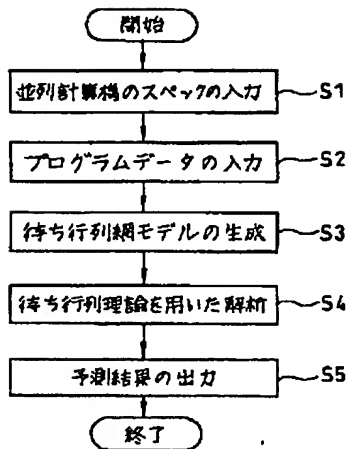 開始
並列計算機のスペックの入力 S1
プログラムデータの入力 S2
待ち行列網モデルの生成 S3
待ち行列理論を用いた解析 S4
予測結果の出力 S5
終了